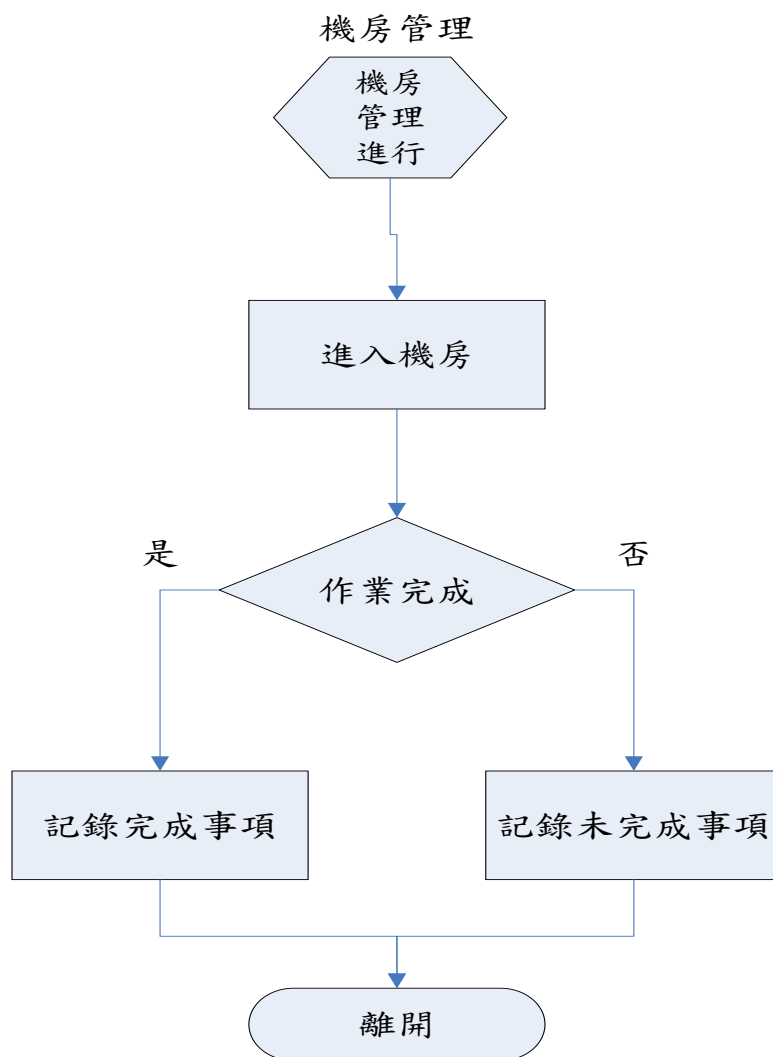 機房管理
機房
管理
進行
進入機房
是
否
作業完成
記錄完成事項
記錄未完成事項
離開